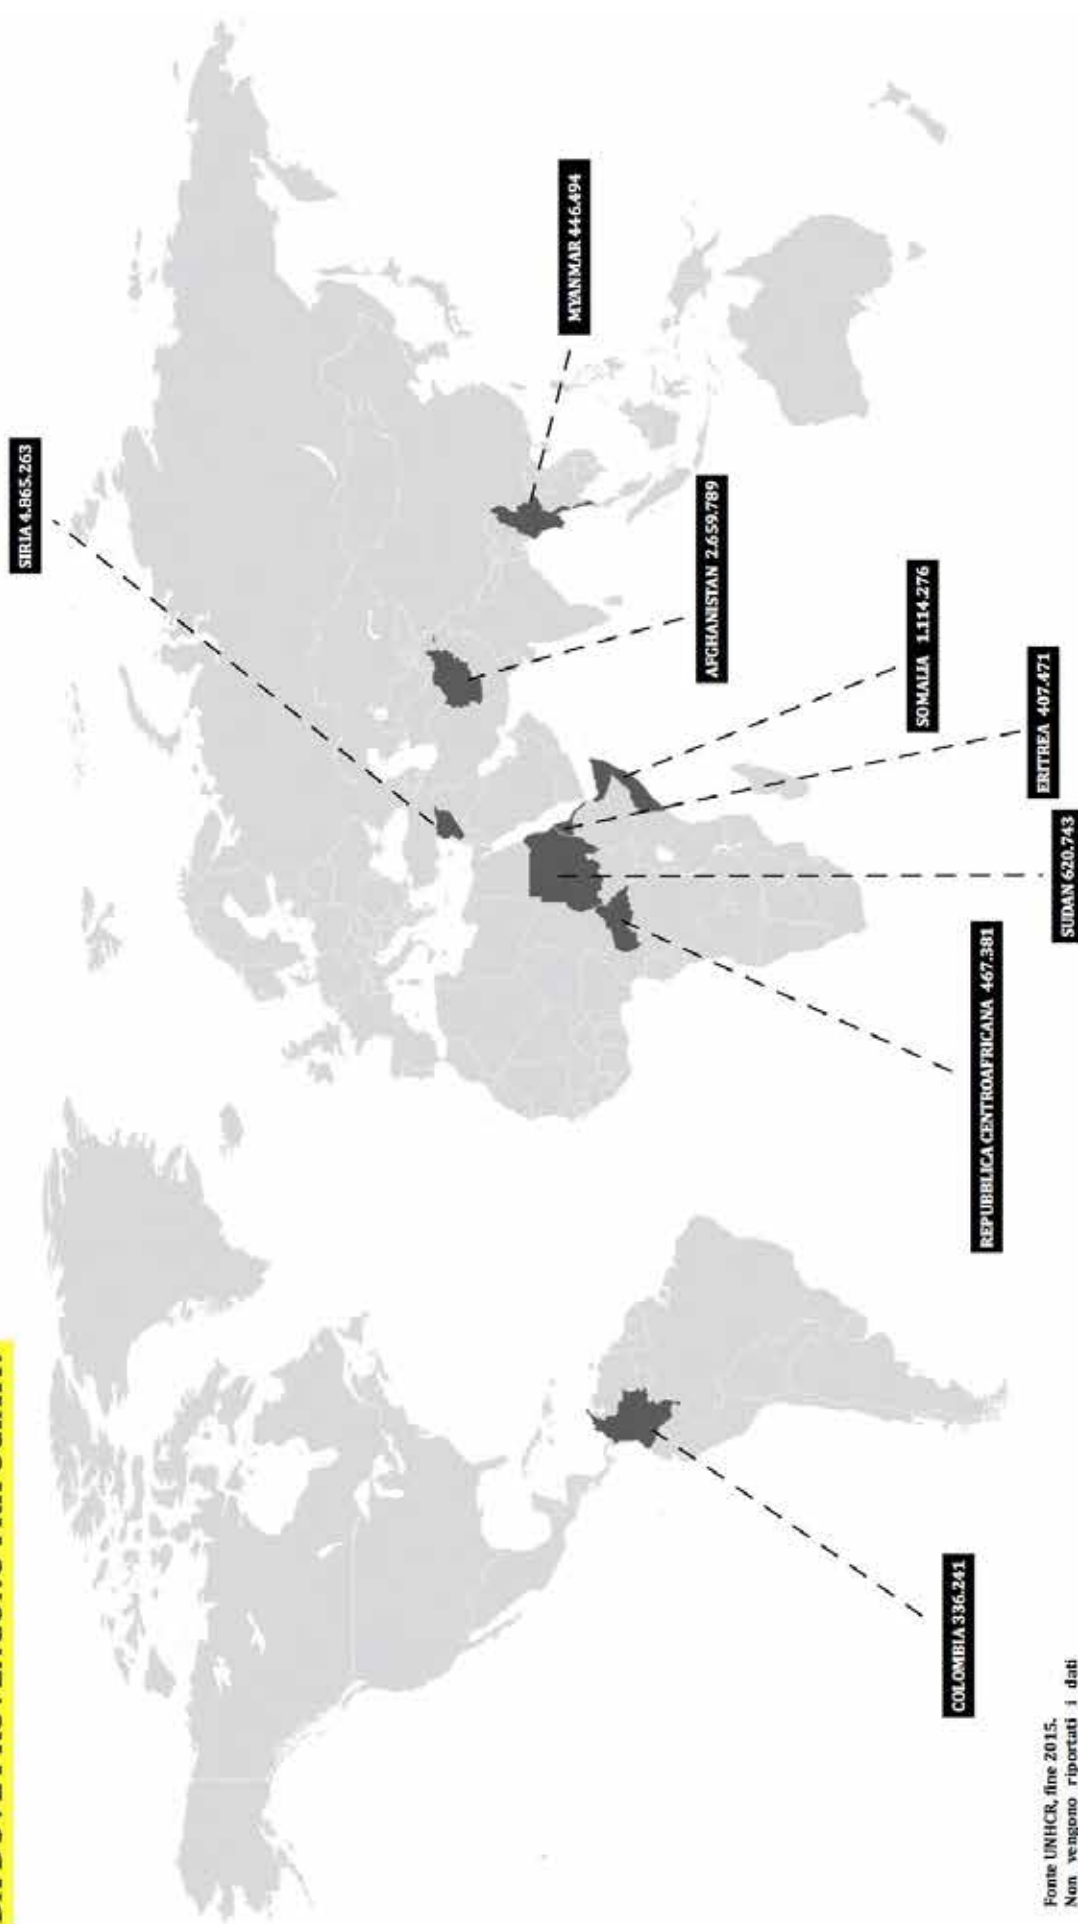 SIRIA 4.865.263
MYANMAR 446.494
AFGHANISTAN 2.659.789
SOMALIA 1.114.276
COLOMBIA 336.241
REPUBBLICA CENTROAFRICANA 467.381
ERITREA 407.471
SUDAN 620.743
Fonte UNHCR, fine 2015.
Non vengono riportati i dati